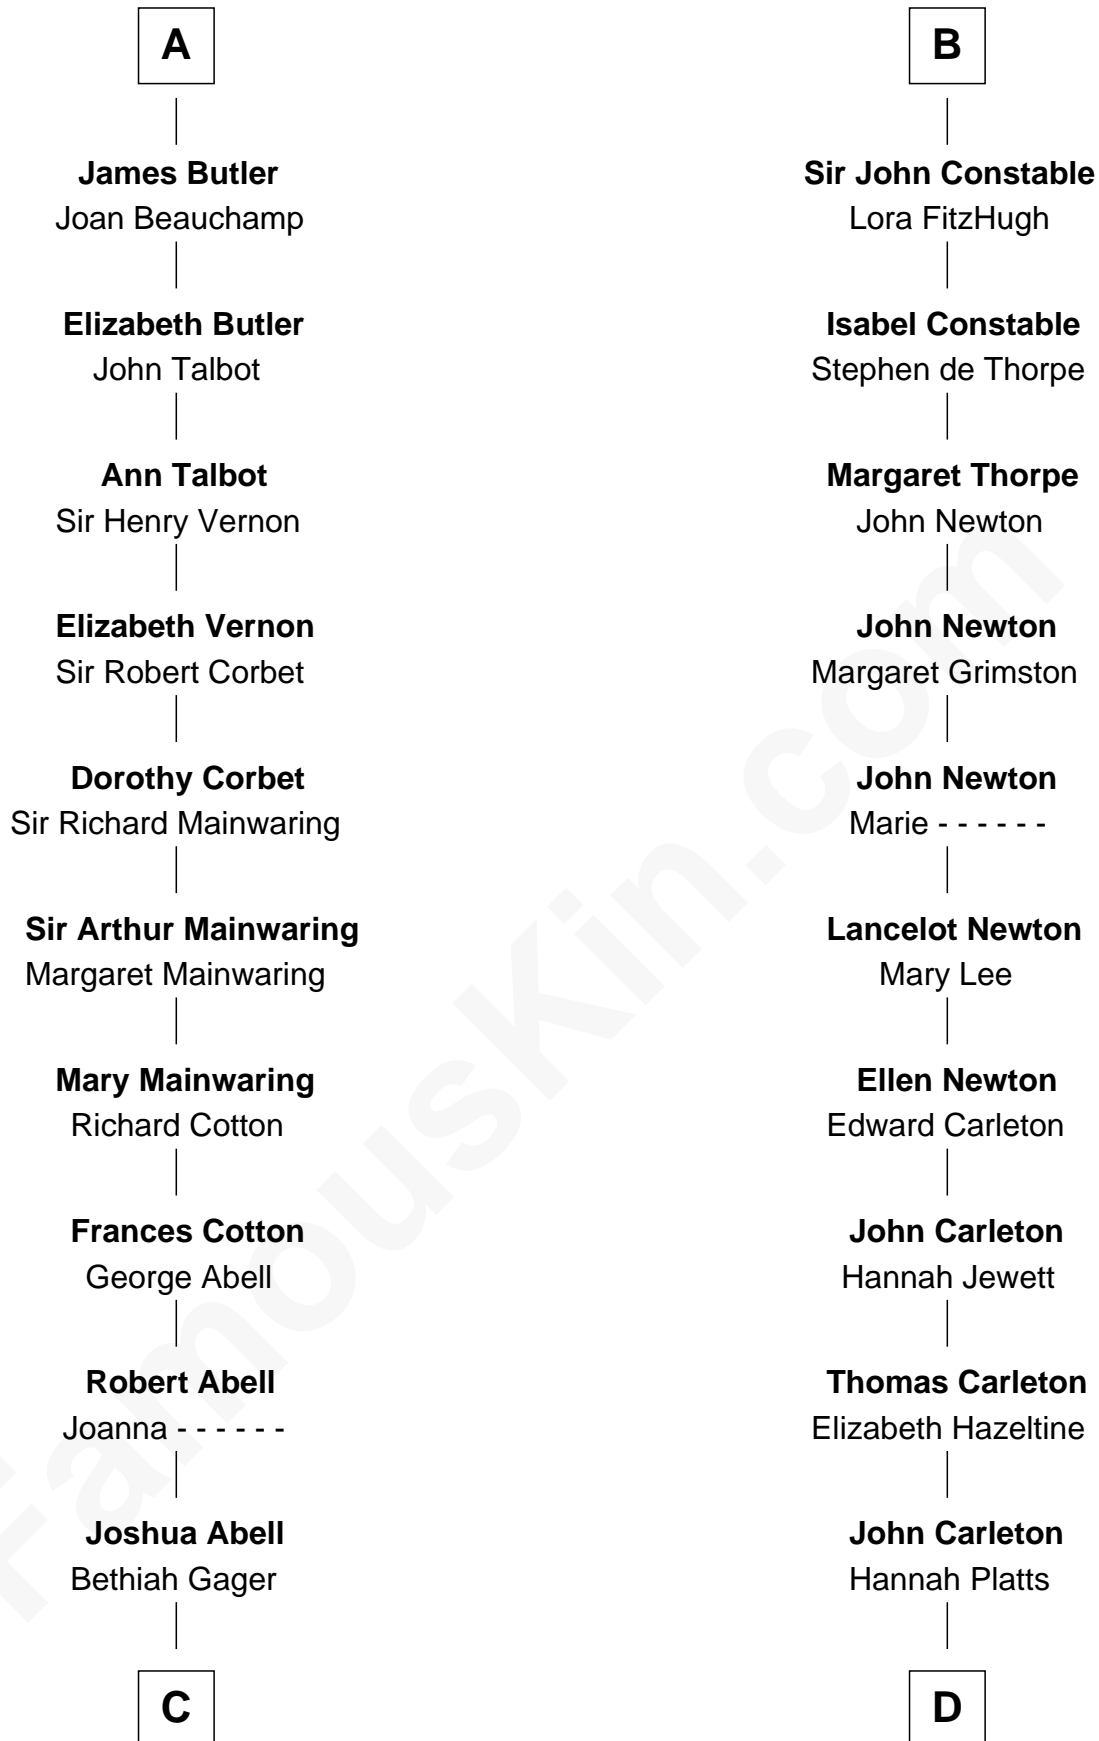 A
James Butler
Joan Beauchamp
Elizabeth Butler
John Talbot
Ann Talbot
Sir Henry Vernon
Elizabeth Vernon
Sir Robert Corbet
Dorothy Corbet
Sir Richard Mainwaring
Sir Arthur Mainwaring
Margaret Mainwaring
Mary Mainwaring
Richard Cotton
Frances Cotton
George Abell
Robert Abell
Joanna - - - - - -
Joshua Abell
Bethiah Gager
C
B
Sir John Constable
Lora FitzHugh
Isabel Constable
Stephen de Thorpe
Margaret Thorpe
John Newton
John Newton
Margaret Grimston
John Newton
Marie - - - - - -
Lancelot Newton
Mary Lee
Ellen Newton
Edward Carleton
John Carleton
Hannah Jewett
Thomas Carleton
Elizabeth Hazeltine
John Carleton
Hannah Platts
D
FamousKin.com